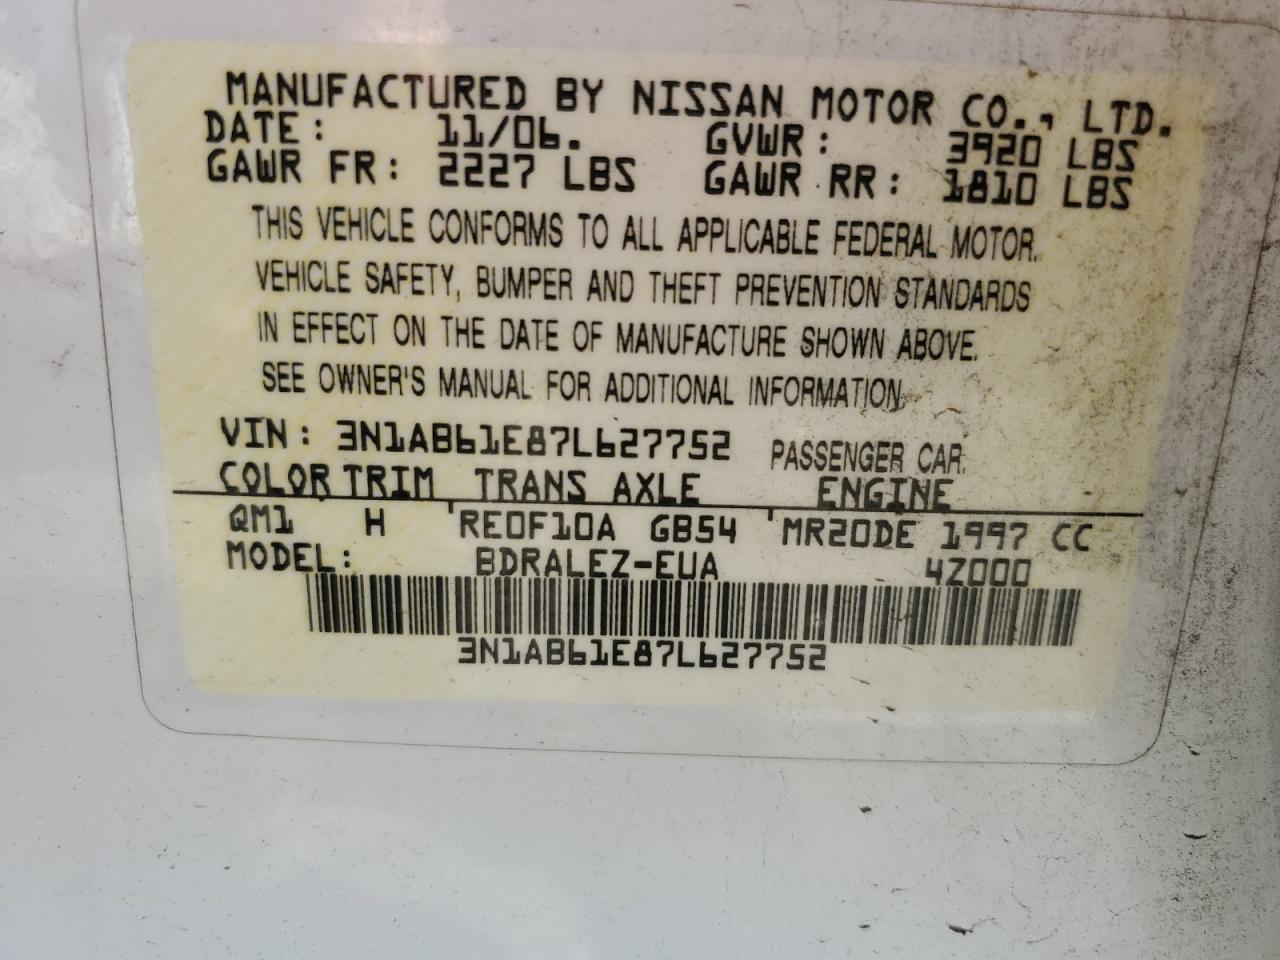 MANUFACTURED BY NISSAN MOTOR CO., LTD.
DATE: 11/06. GVWR: 3920 LBS
GAWR FR: 2227 LBS GAWR RR: 1810 LBS
THIS VEHICLE CONFORMS TO ALL APPLICABLE FEDERAL MOTOR
VEHICLE SAFETY, BUMPER AND THEFT PREVENTION STANDARDS
IN EFFECT ON THE DATE OF MANUFACTURE SHOWN ABOVE.
SEE OWNER'S MANUAL FOR ADDITIONAL INFORMATION
VIN: 3N1AB61E87L627752 PASSENGER CAR
COLOR TRIM TRANS AXLE ENGINE
QM1 H RE0F10A GB54 MR20DE 1997 CC
MODEL: BDRALEZ-EUA 4Z000
3N1AB61E87L627752